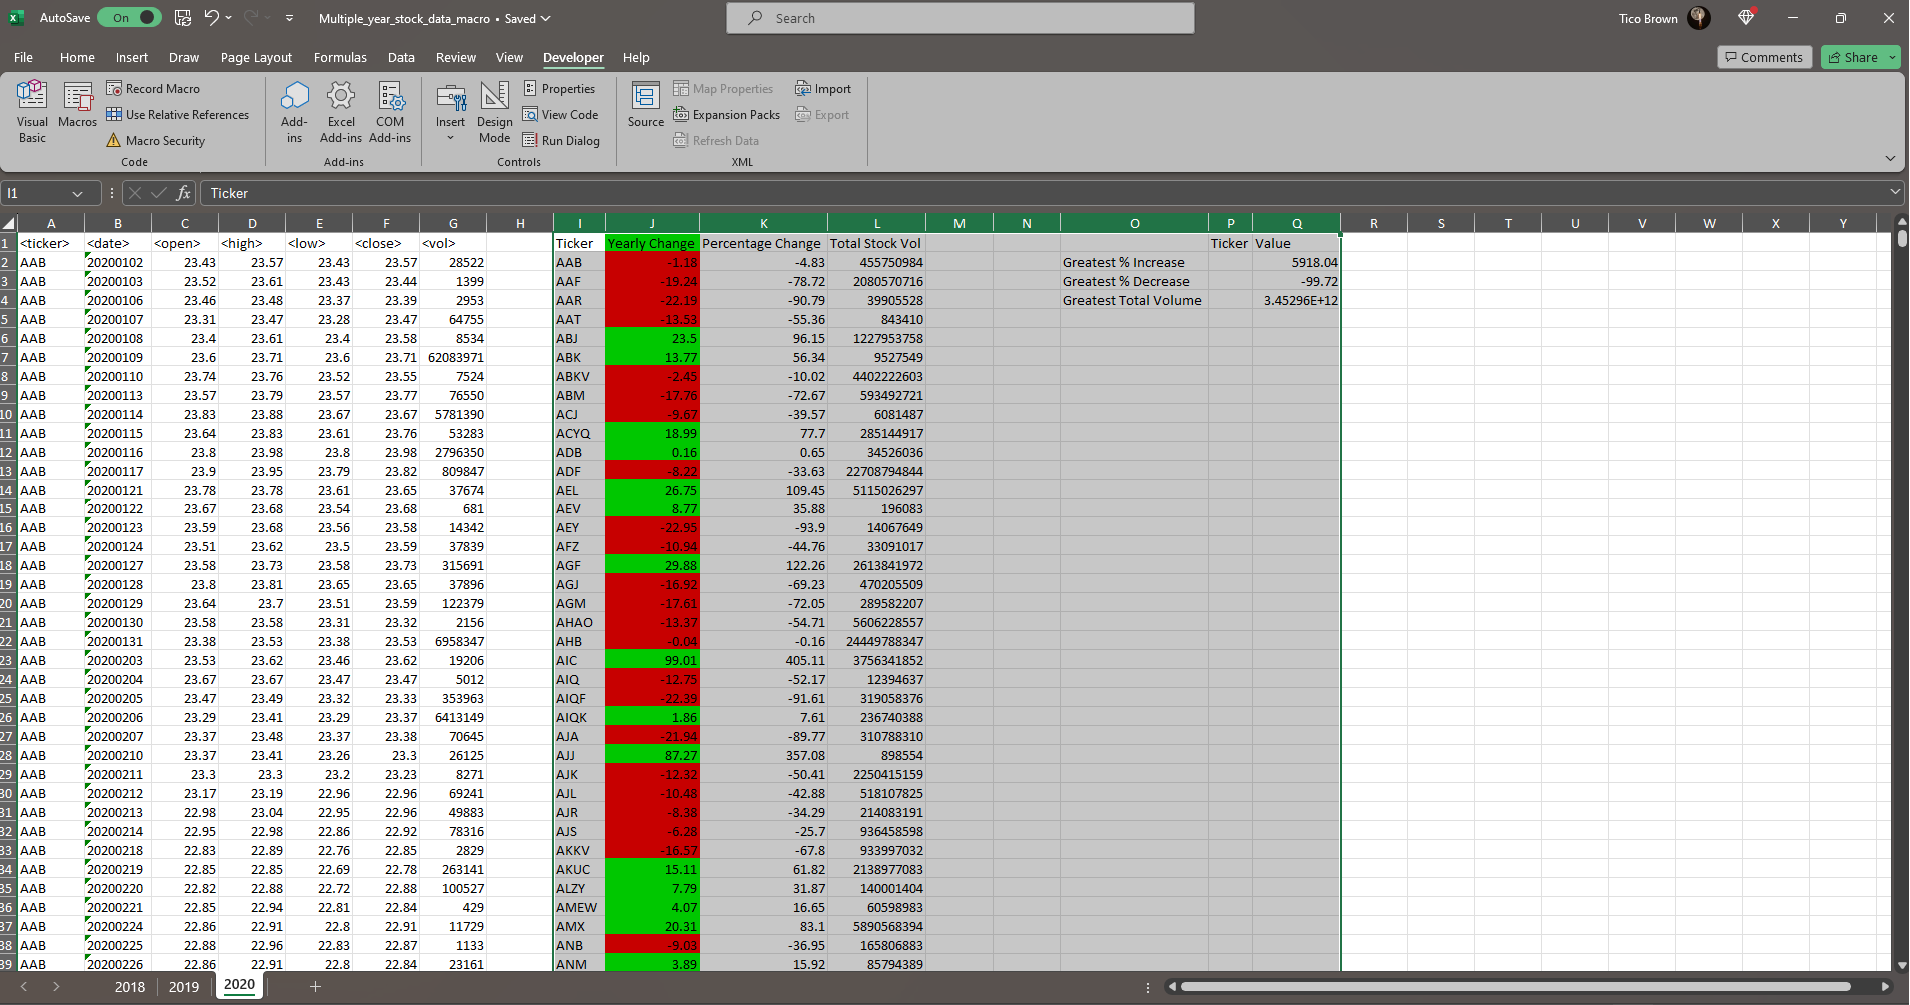 AutoSave On Multiple_year_stock_data_macro • Saved Search Tico Brown
File Home Insert Draw Page Layout Formulas Data Review View Developer Help Comments Share
Visual Basic Macros Record Macro Use Relative References Macro Security Code
Add-ins Excel Add-ins COM Add-ins Add-ins
Insert Design Mode Properties View Code Run Dialog Controls
Source Map Properties Expansion Packs Refresh Data Import Export XML
I1 fx Ticker
A B C D E F G H I J K L M N O P Q R S T U V W X Y
1 <ticker> <date> <open> <high> <low> <close> <vol> Ticker Yearly Change Percentage Change Total Stock Vol Ticker Value
2 AAB 20200102 23.43 23.57 23.43 23.57 28522 AAB -1.18 -4.83 455750984 Greatest % Increase 5918.04
3 AAB 20200103 23.52 23.61 23.43 23.44 1399 AAF -19.24 -78.72 2080570716 Greatest % Decrease -99.72
4 AAB 20200106 23.46 23.48 23.37 23.39 2953 AAR -22.19 -90.79 39905528 Greatest Total Volume 3.45296E+12
5 AAB 20200107 23.31 23.47 23.28 23.47 64755 AAT -13.53 -55.36 843410
6 AAB 20200108 23.4 23.61 23.4 23.58 8534 ABJ 23.5 96.15 1227953758
7 AAB 20200109 23.6 23.71 23.6 23.71 62083971 ABK 13.77 56.34 9527549
8 AAB 20200110 23.74 23.76 23.52 23.55 7524 ABKV -2.45 -10.02 4402222603
9 AAB 20200113 23.57 23.79 23.57 23.77 76550 ABM -17.76 -72.67 593492721
10 AAB 20200114 23.83 23.88 23.67 23.67 5781390 ACJ -9.67 -39.57 6081487
11 AAB 20200115 23.64 23.83 23.61 23.76 53283 ACYQ 18.99 77.7 285144917
12 AAB 20200116 23.8 23.98 23.8 23.98 2796350 ADB 0.16 0.65 34526036
13 AAB 20200117 23.9 23.95 23.79 23.82 809847 ADF -8.22 -33.63 22708794844
14 AAB 20200121 23.78 23.78 23.61 23.65 37674 AEL 26.75 109.45 5115026297
15 AAB 20200122 23.67 23.68 23.54 23.68 681 AEV 8.77 35.88 196083
16 AAB 20200123 23.59 23.68 23.56 23.58 14342 AEY -22.95 -93.9 14067649
17 AAB 20200124 23.51 23.62 23.5 23.59 37839 AFZ -10.94 -44.76 33091017
18 AAB 20200127 23.58 23.73 23.58 23.73 315691 AGF 29.88 122.26 2613841972
19 AAB 20200128 23.8 23.81 23.65 23.65 37896 AGJ -16.92 -69.23 470205509
20 AAB 20200129 23.64 23.7 23.51 23.59 122379 AGM -17.61 -72.05 289582207
21 AAB 20200130 23.58 23.58 23.31 23.32 2156 AHAO -13.37 -54.71 5606228557
22 AAB 20200131 23.38 23.53 23.38 23.53 6958347 AHB -0.04 -0.16 24449788347
23 AAB 20200203 23.53 23.62 23.46 23.62 19206 AIC 99.01 405.11 3756341852
24 AAB 20200204 23.67 23.67 23.47 23.47 5012 AIQ -12.75 -52.17 12394637
25 AAB 20200205 23.47 23.49 23.32 23.33 353963 AIQF -22.39 -91.61 319058376
26 AAB 20200206 23.29 23.41 23.29 23.37 6413149 AIQK 1.86 7.61 236740388
27 AAB 20200207 23.37 23.48 23.37 23.38 70645 AJA -21.94 -89.77 310788310
28 AAB 20200210 23.37 23.41 23.26 23.3 26125 AJJ 87.27 357.08 898554
29 AAB 20200211 23.3 23.3 23.2 23.23 8271 AJK -12.32 -50.41 2250415159
30 AAB 20200212 23.17 23.19 22.96 22.96 69241 AJL -10.48 -42.88 518107825
31 AAB 20200213 22.98 23.04 22.95 22.96 49883 AJR -8.38 -34.29 214083191
32 AAB 20200214 22.95 22.98 22.86 22.92 78316 AJS -6.28 -25.7 936458598
33 AAB 20200218 22.83 22.89 22.76 22.85 2829 AKKV -16.57 -67.8 933997032
34 AAB 20200219 22.85 22.85 22.69 22.78 263141 AKUC 15.11 61.82 2138977083
35 AAB 20200220 22.82 22.88 22.72 22.88 100527 ALZY 7.79 31.87 140001404
36 AAB 20200221 22.85 22.94 22.81 22.84 429 AMEW 4.07 16.65 60598983
37 AAB 20200224 22.86 22.91 22.8 22.91 11729 AMX 20.31 83.1 5890568394
38 AAB 20200225 22.88 22.96 22.83 22.87 1133 ANB -9.03 -36.95 165806883
39 AAB 20200226 22.86 22.91 22.8 22.84 23161 ANM 3.89 15.92 85794389
2018 2019 2020